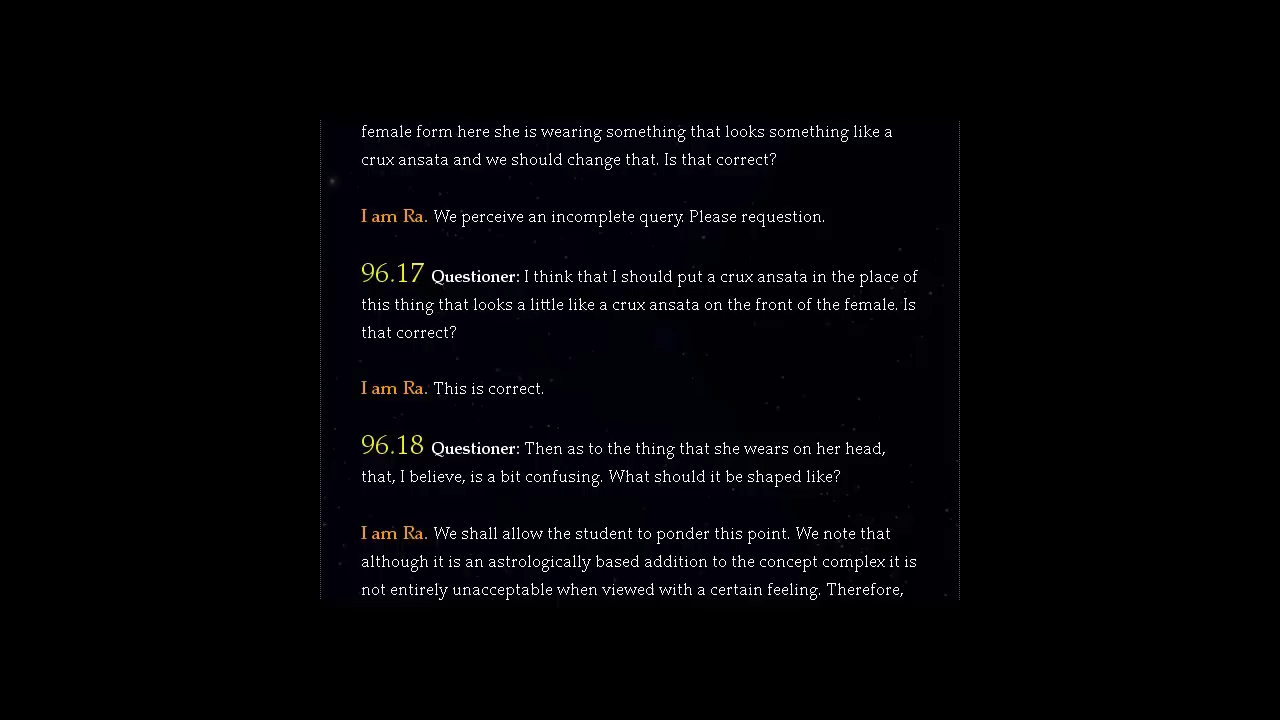 female form here she is wearing something that looks something like a
crux ansata and we should change that. Is that correct?
I am Ra. We perceive an incomplete query. Please requestion.
96.17 Questioner: I think that I should put a crux ansata in the place of
this thing that looks a little like a crux ansata on the front of the female. Is
that correct?
I am Ra. This is correct.
96.18 Questioner: Then as to the thing that she wears on her head,
that, I believe, is a bit confusing. What should it be shaped like?
I am Ra. We shall allow the student to ponder this point. We note that
although it is an astrologically based addition to the concept complex it is
not entirely unacceptable when viewed with a certain feeling. Therefore,